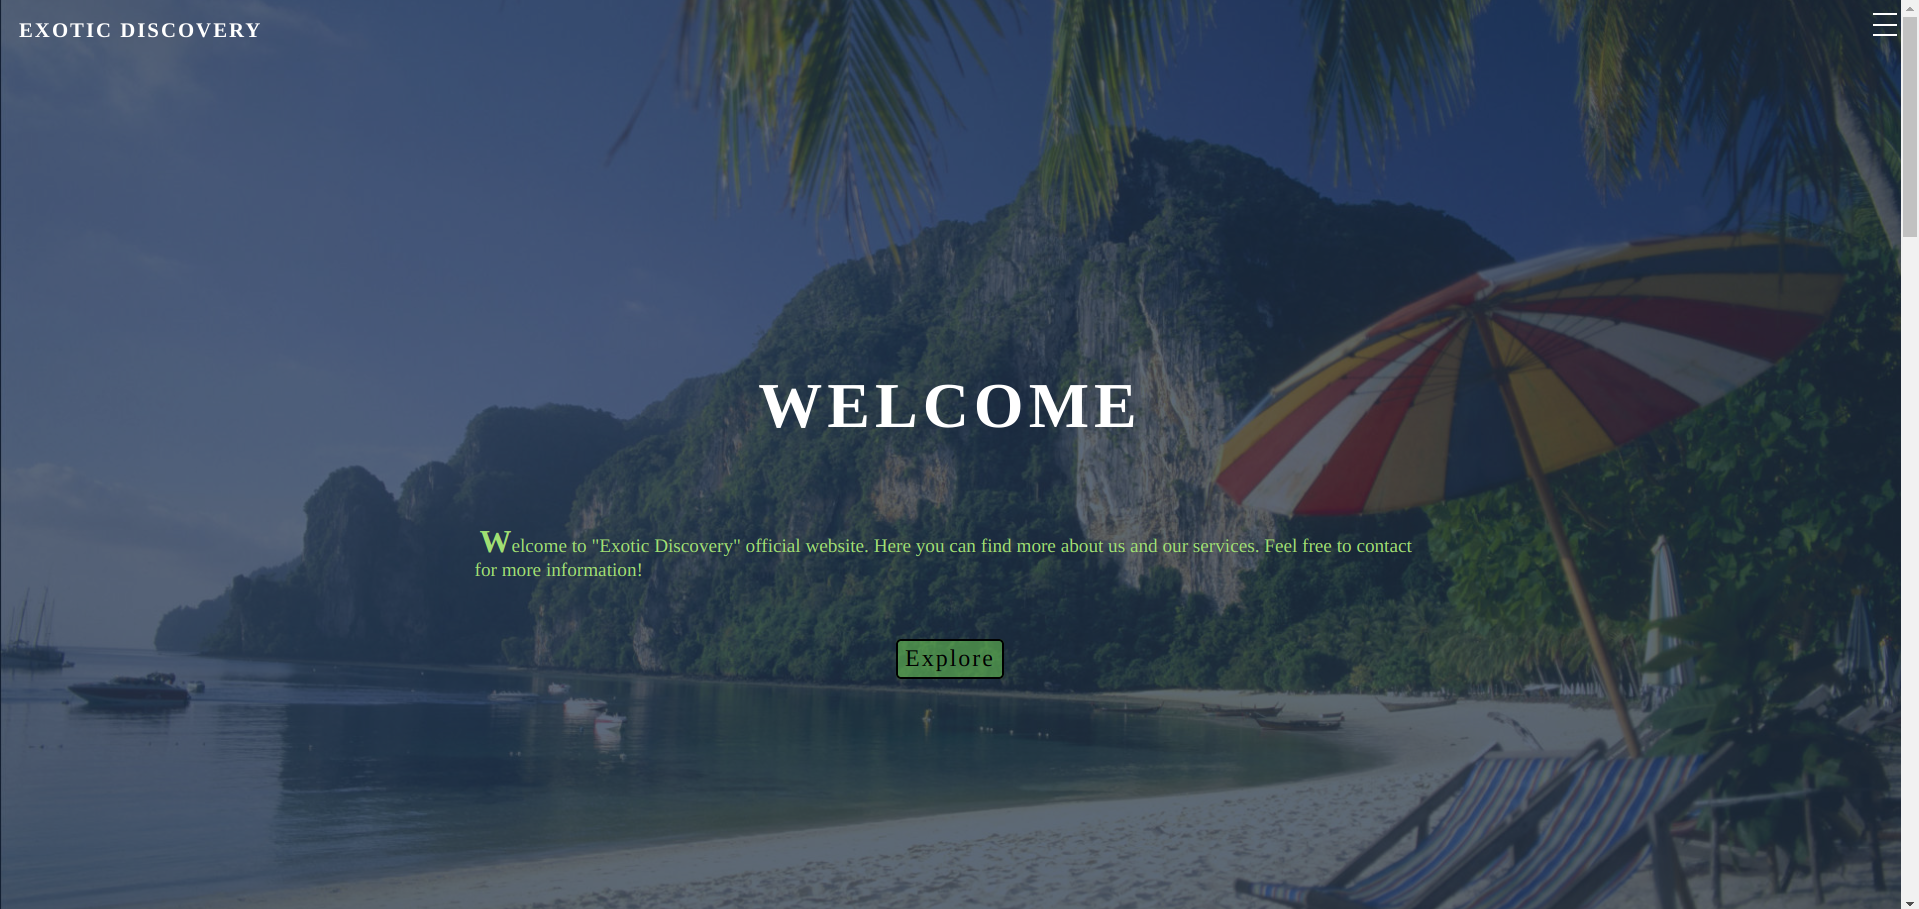 EXOTIC DISCOVERY
WELCOME
Welcome to "Exotic Discovery" official website. Here you can find more about us and our services. Feel free to contact
for more information!
Explore